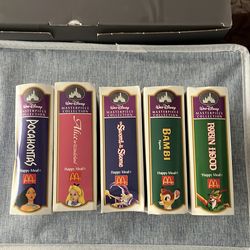 Walt Disney
MASTERPIECE
COLLECTION
POCAHONTAS
Happy Meal
Walt Disney
MASTERPIECE
COLLECTION
Alice in Wonderland
Happy Meal
Walt Disney
MASTERPIECE
COLLECTION
The Sword in the Stone
Happy Meal
Walt Disney
MASTERPIECE
COLLECTION
BAMBI
Happy Meal
Walt Disney
MASTERPIECE
COLLECTION
ROBIN HOOD
Happy Meal